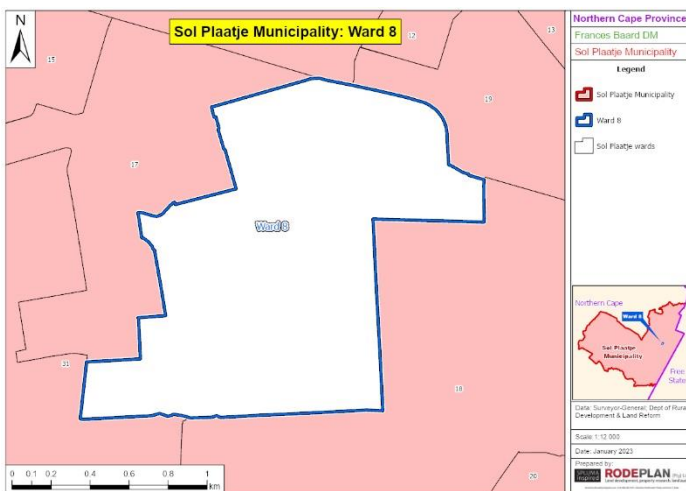 N
Sol Plaatje Municipality: Ward 8
15
12
13
19
17
Ward 8
31
18
20
0 0.1 0.2 0.4 0.6 0.8 1
km
Northern Cape Province
Frances Baard DM
Sol Plaatje Municipality
Legend
Sol Plaatje Municipality
Ward 8
Sol Plaatje wards
Northern Cape
Ward 8
Sol Plaatje
Municipality
Free
State
Data: Surveyor-General; Dept of Rural
Development & Land Reform
Scale: 1:12 000
Date: January 2023
Prepared by:
SPLUMA
Inspired
RODEPLAN